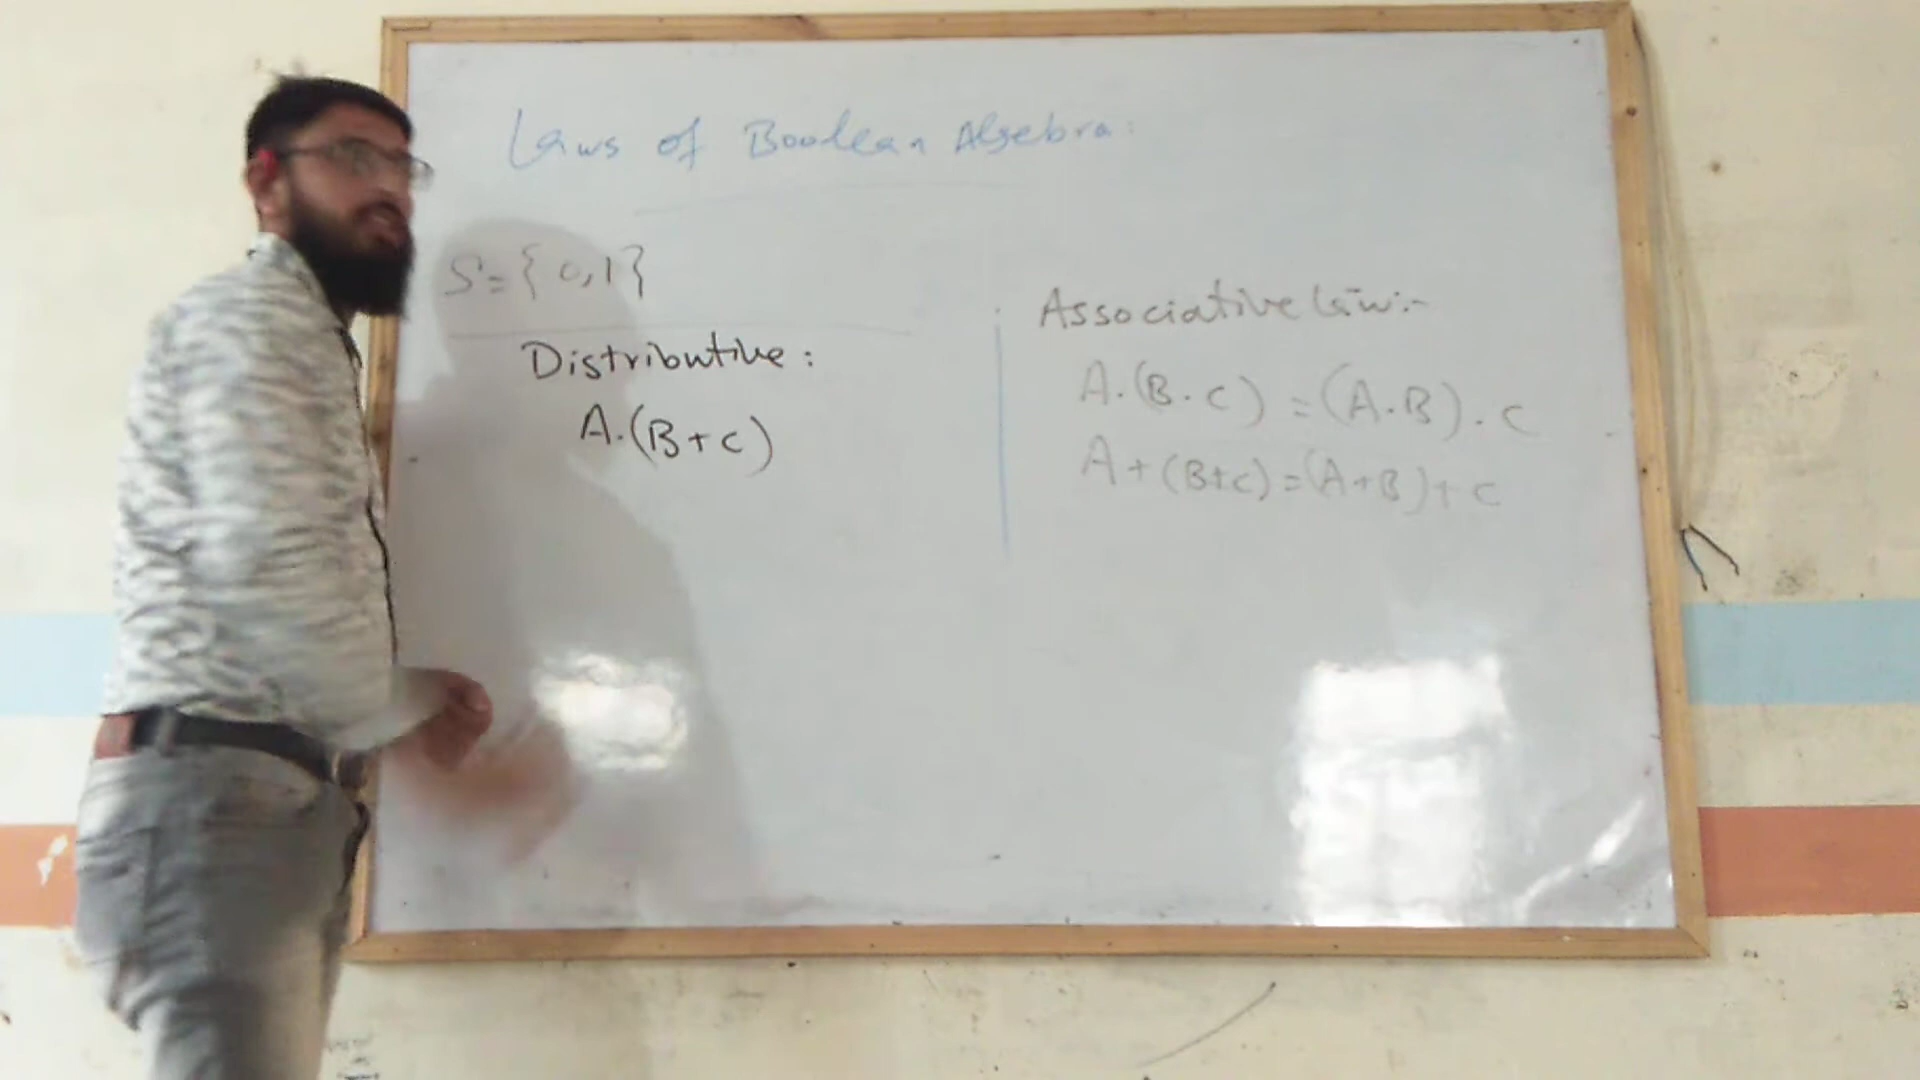 Laws of Boolean Algebra:
S={0,1}
Distributive:
A.(B+C)
Associative Law:-
A.(B.C)=(A.B).C
A+(B+C)=(A+B)+C